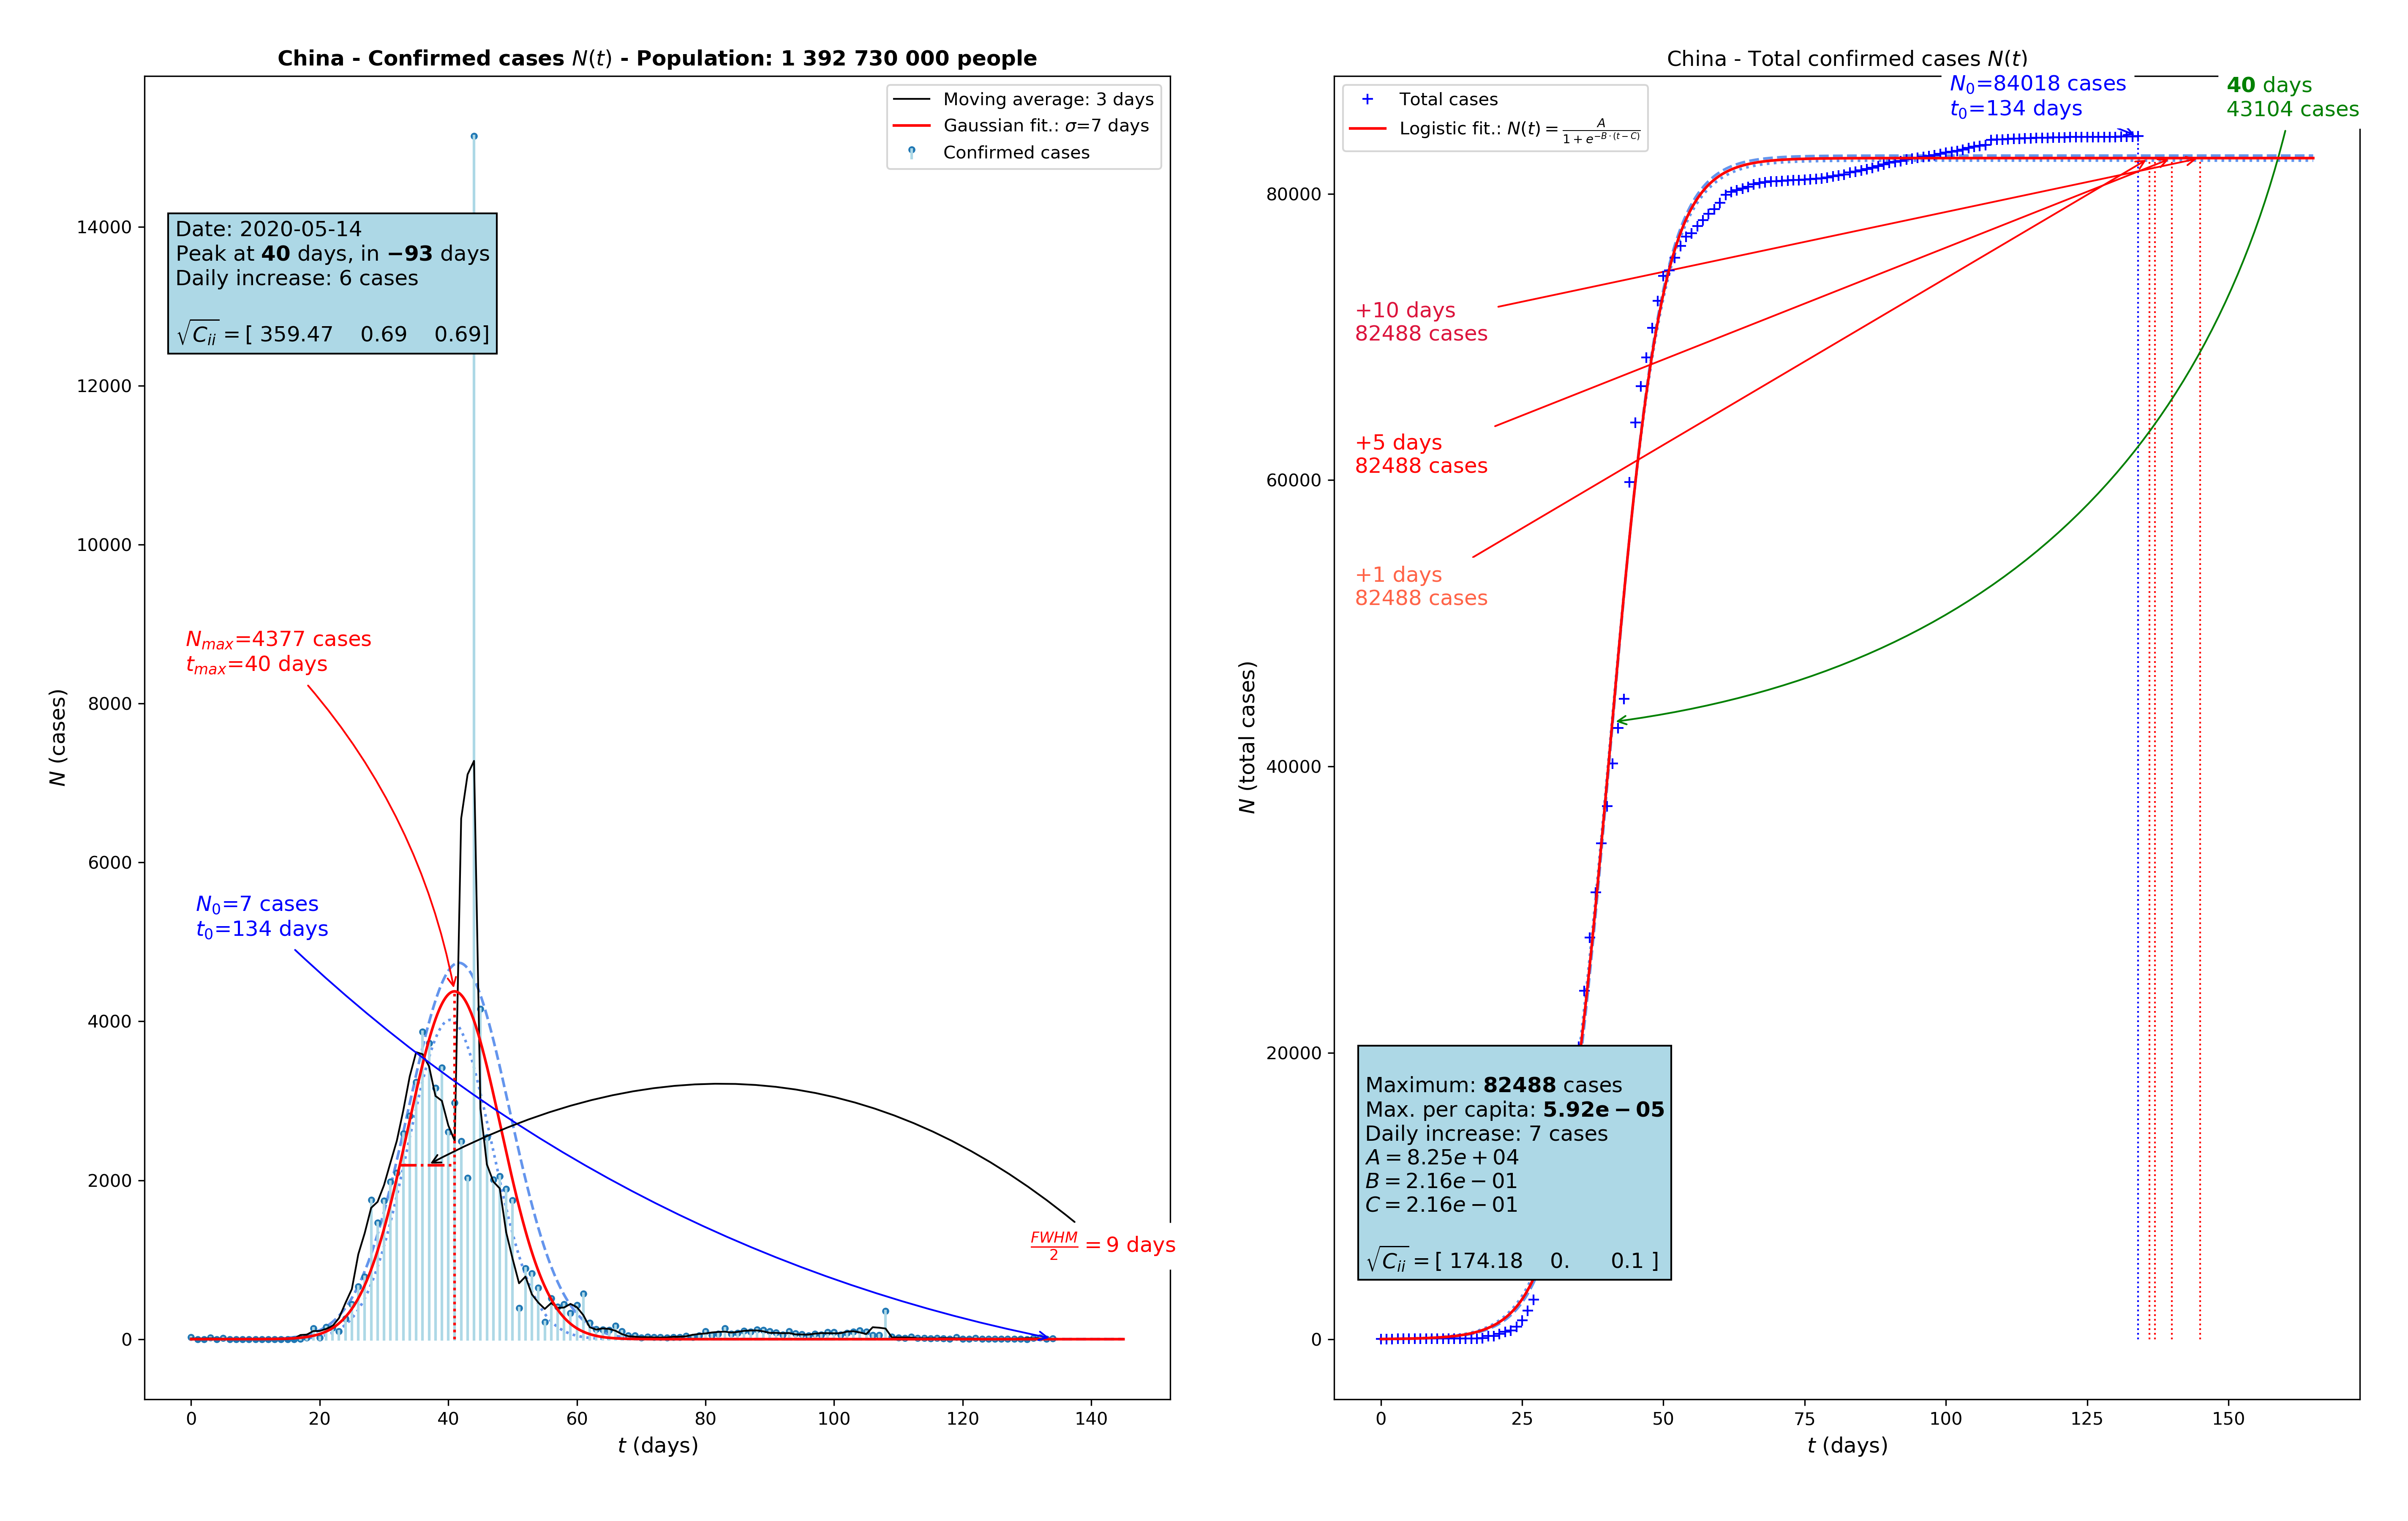 China - Confirmed cases N(t) - Population: 1 392 730 000 people
Moving average: 3 days
Gaussian fit.: σ=7 days
Confirmed cases
Date: 2020-05-14
Peak at 40 days, in −93 days
Daily increase: 6 cases
√C_ii = [ 359.47 0.69 0.69]
N_max=4377 cases
t_max=40 days
N_0=7 cases
t_0=134 days
FWHM/2 = 9 days
N (cases)
14000
12000
10000
8000
6000
4000
2000
0
0 20 40 60 80 100 120 140
t (days)
China - Total confirmed cases N(t)
Total cases
Logistic fit.: N(t) = A/(1+e^{−B·(t−C)})
N_0=84018 cases
t_0=134 days
40 days
43104 cases
+10 days
82488 cases
+5 days
82488 cases
+1 days
82488 cases
Maximum: 82488 cases
Max. per capita: 5.92e − 05
Daily increase: 7 cases
A = 8.25e + 04
B = 2.16e − 01
C = 2.16e − 01
√C_ii = [ 174.18 0. 0.1 ]
N (total cases)
80000
60000
40000
20000
0
0 25 50 75 100 125 150
t (days)